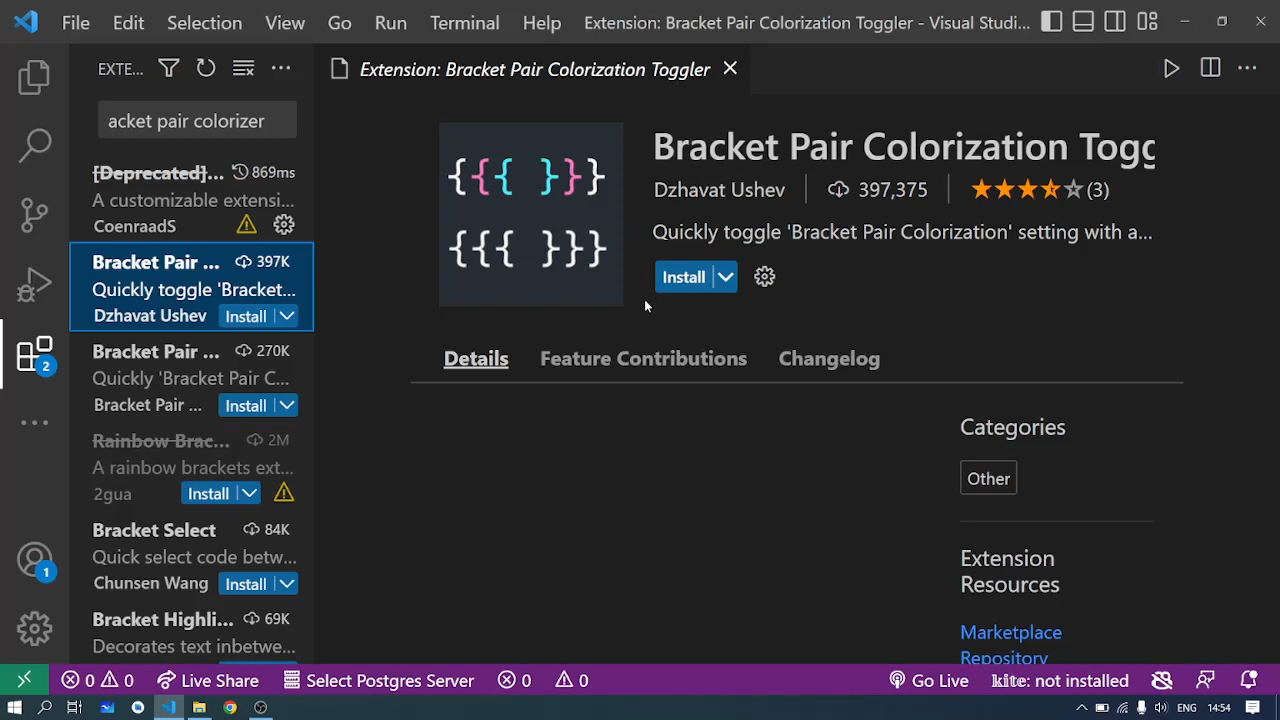 File Edit Selection View Go Run Terminal Help Extension: Bracket Pair Colorization Toggler - Visual Studi...
EXTE...
Extension: Bracket Pair Colorization Toggler
acket pair colorizer
[Deprecated]... 869ms
A customizable extensi...
CoenraadS
Bracket Pair ... 397K
Quickly toggle 'Bracket...
Dzhavat Ushev Install
Bracket Pair ... 270K
Quickly 'Bracket Pair C...
Bracket Pair ... Install
Rainbow Brac... 2M
A rainbow brackets ext...
2gua Install
Bracket Select 84K
Quick select code betw...
Chunsen Wang Install
Bracket Highli... 69K
Decorates text inbetwe...
2
1
{{{ }}}
{{{ }}}
Bracket Pair Colorization Togg
Dzhavat Ushev 397,375 (3)
Quickly toggle 'Bracket Pair Colorization' setting with a...
Install
Details Feature Contributions Changelog
Categories
Other
Extension
Resources
Marketplace
Repository
0 0 Live Share Select Postgres Server 0 0 Go Live kite: not installed
ENG 14:54